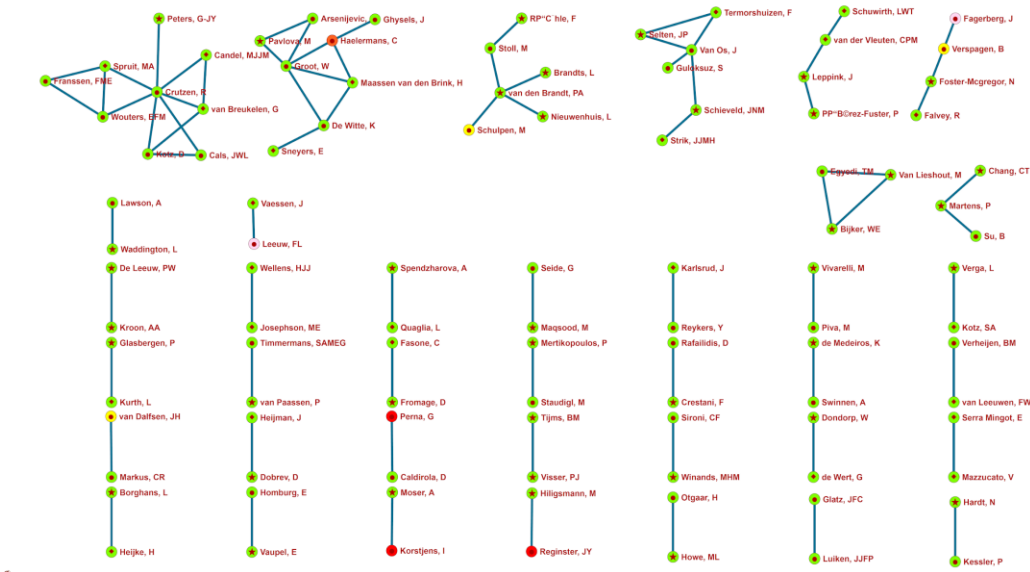 Peters, G-JY
Candel, MJJM
Spruit, MA
Franssen, FME
Crutzen, R
van Breukelen, G
Wouters, EFM
Kotz, D
Cals, JWL
Arsenijevic,
Ghysels, J
Pavlova, M
Haelermans, C
Groot, W
Maassen van den Brink, H
De Witte, K
Sneyers, E
RP"C hle, F
Stoll, M
Brandts, L
van den Brandt, PA
Nieuwenhuis, L
Schulpen, M
Termorshuizen, F
Selten, JP
Van Os, J
Guloksuz, S
Schieveld, JNM
Strik, JJMH
Schuwirth, LWT
van der Vleuten, CPM
Leppink, J
PP"B©rez-Fuster, P
Fagerberg, J
Verspagen, B
Foster-Mcgregor, N
Falvey, R
Egyedi, TM
Van Lieshout, M
Bijker, WE
Chang, CT
Martens, P
Su, B
Lawson, A
Waddington, L
Vaessen, J
Leeuw, FL
De Leeuw, PW
Kroon, AA
Wellens, HJJ
Josephson, ME
Spendzharova, A
Quaglia, L
Seide, G
Maqsood, M
Karlsrud, J
Reykers, Y
Vivarelli, M
Piva, M
Verga, L
Kotz, SA
Glasbergen, P
Kurth, L
Timmermans, SAMEG
van Paassen, P
Fasone, C
Fromage, D
Mertikopoulos, P
Staudigl, M
Rafailidis, D
Crestani, F
de Medeiros, K
Swinnen, A
Verheijen, BM
van Leeuwen, FW
van Dalfsen, JH
Markus, CR
Heijman, J
Dobrev, D
Perna, G
Caldirola, D
Tijms, BM
Visser, PJ
Sironi, CF
Winands, MHM
Dondorp, W
de Wert, G
Serra Mingot, E
Mazzucato, V
Borghans, L
Heijke, H
Homburg, E
Vaupel, E
Moser, A
Korstjens, I
Hiligsmann, M
Reginster, JY
Otgaar, H
Howe, ML
Glatz, JFC
Luiken, JJFP
Hardt, N
Kessler, P